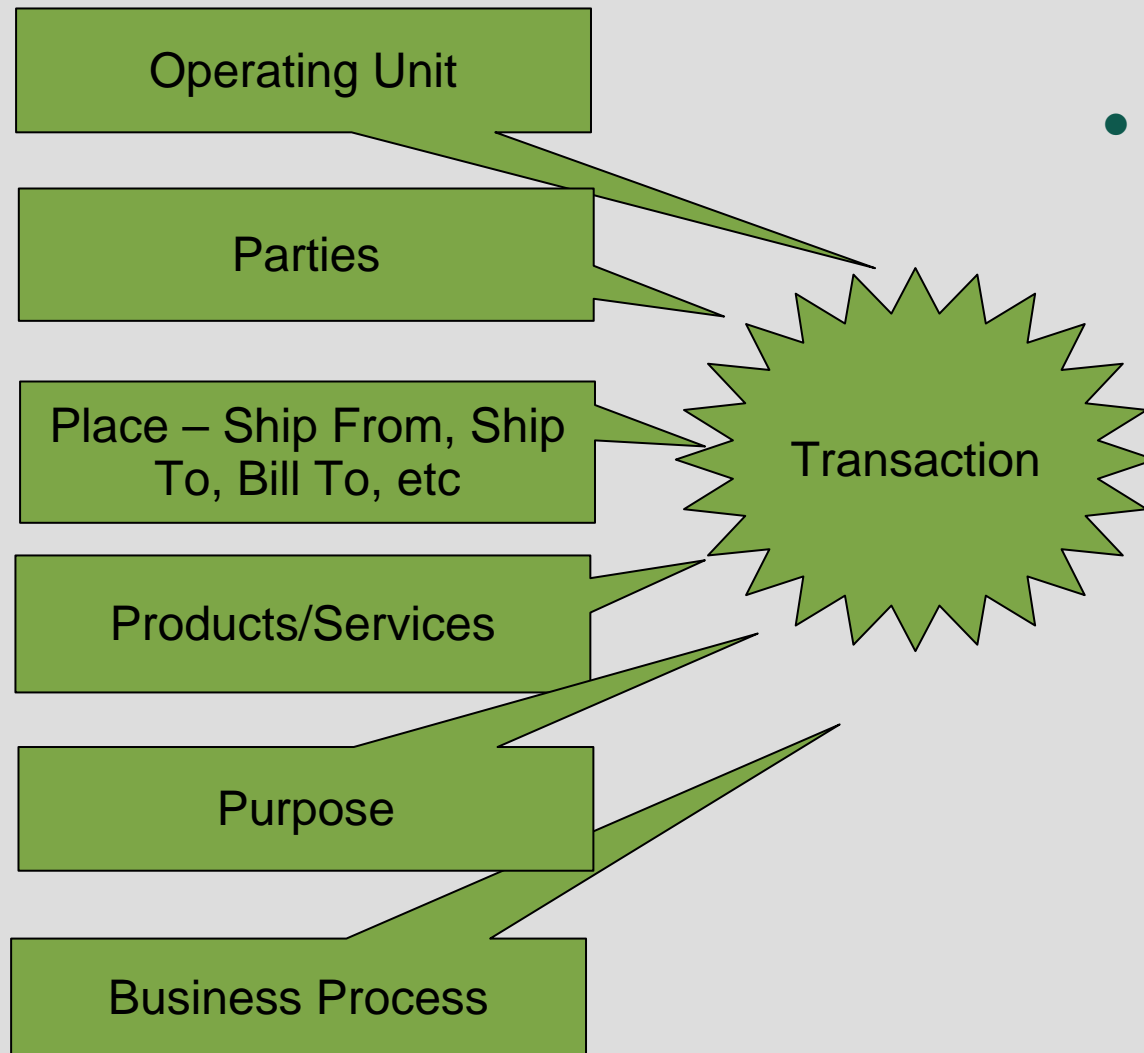 Operating Unit
Parties
Place – Ship From, Ship
To, Bill To, etc
Transaction
Products/Services
Purpose
Business Process